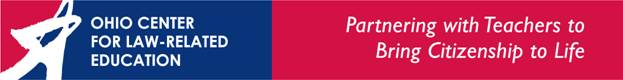 OHIO CENTER
FOR LAW-RELATED
EDUCATION
Partnering with Teachers to
Bring Citizenship to Life